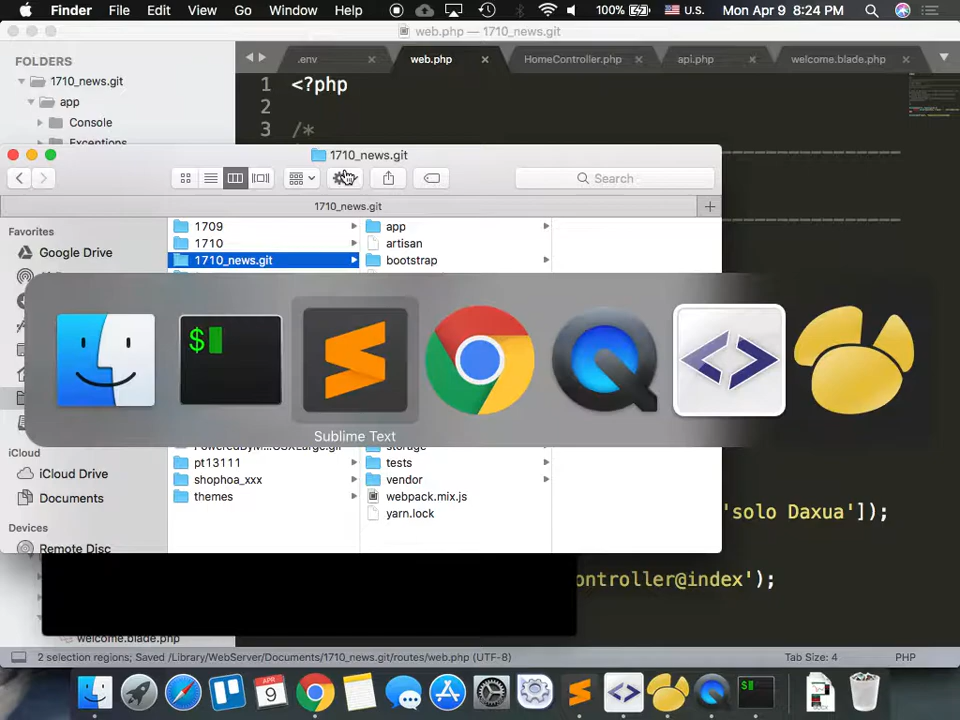 Finder File Edit View Go Window Help 100% U.S. Mon Apr 9 8:24 PM
web.php — 1710_news.git
FOLDERS
1710_news.git
app
Console
Exceptions
.env
web.php
HomeController.php
api.php
welcome.blade.php
1 <?php
2
3 /*
1710_news.git
Search
1710_news.git
Favorites
Google Drive
iCloud
iCloud Drive
Documents
Devices
Remote Disc
1709
1710
1710_news.git
pt13111
shophoa_xxx
themes
app
artisan
bootstrap
storage
tests
vendor
webpack.mix.js
yarn.lock
$
Sublime Text
'solo Daxua']);
ontroller@index');
welcome.blade.php
2 selection regions; Saved /Library/WebServer/Documents/1710_news.git/routes/web.php (UTF-8)
Tab Size: 4
PHP
APR
9
$